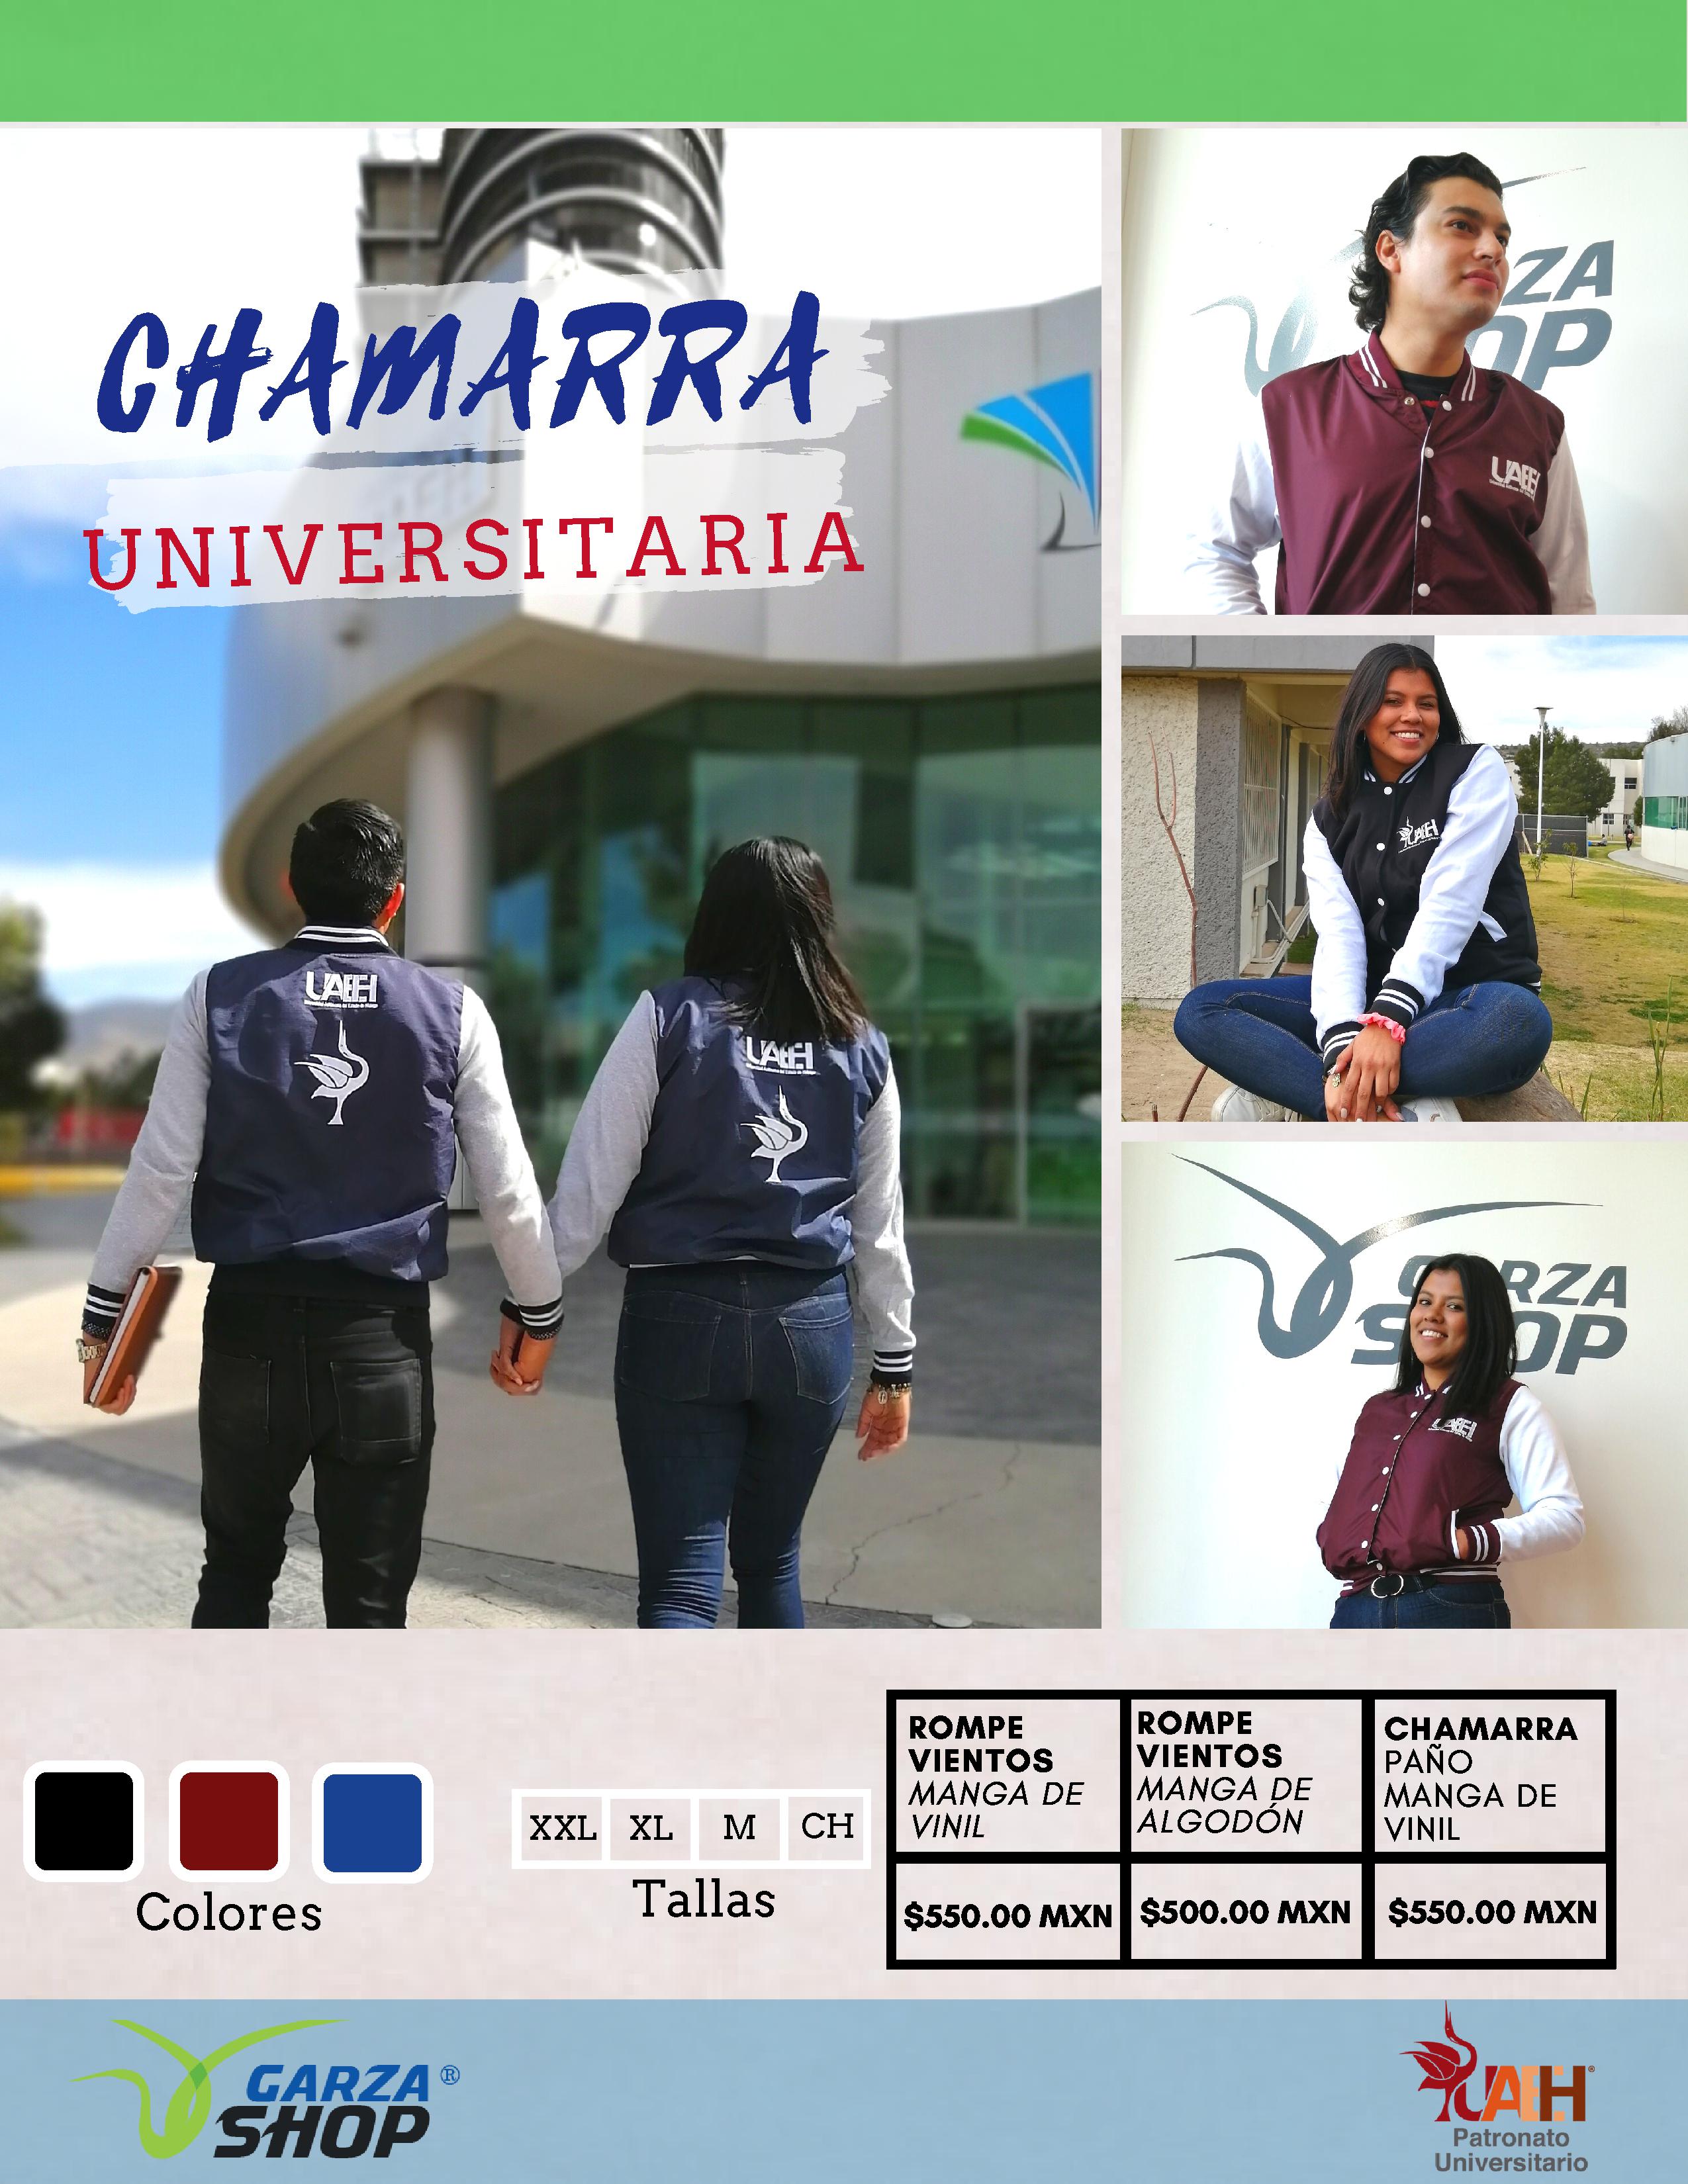 CHAMARRA
UNIVERSITARIA
UAEH
UAEH
ZA
OP
UAEH
UAEH
GARZA
SHOP
UAEH
XXL XL M CH
Tallas
Colores
ROMPE
VIENTOS
MANGA DE
VINIL
$550.00 MXN
ROMPE
VIENTOS
MANGA DE
ALGODÓN
$500.00 MXN
CHAMARRA
PAÑO
MANGA DE
VINIL
$550.00 MXN
GARZA ®
SHOP
UAEH®
Patronato
Universitario